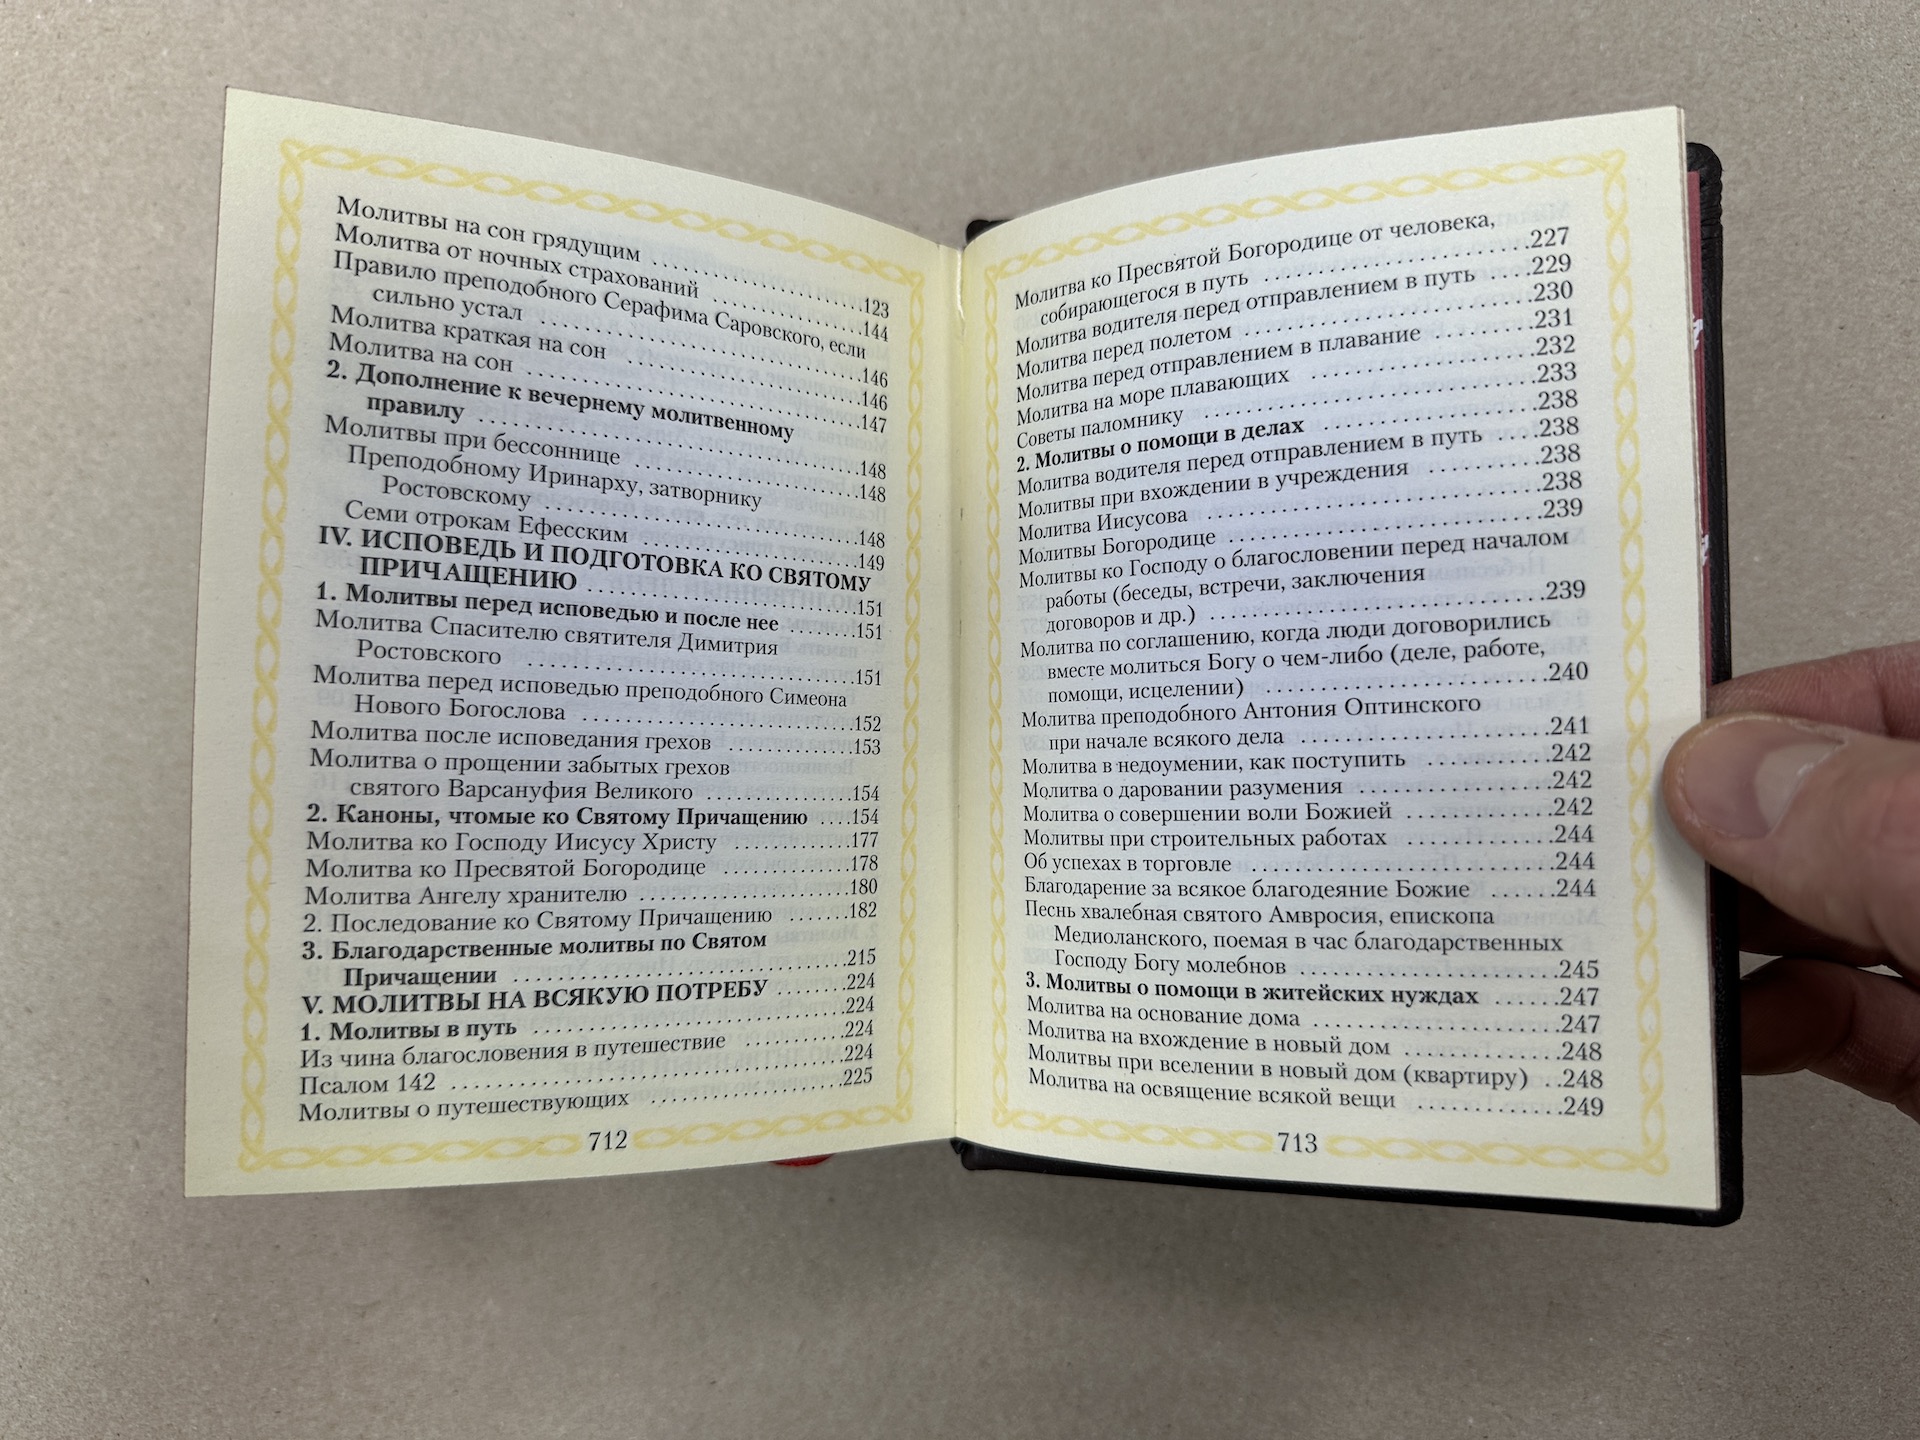 Молитвы на сон грядущим ........................123
Молитва от ночных страхований ..................144
Правило преподобного Серафима Саровского, если
сильно устал ..............................146
Молитва краткая на сон ......................146
Молитва на сон ..............................147
2. Дополнение к вечернему молитвенному
правилу ..............................148
Молитвы при бессоннице ......................148
Преподобному Иринарху, затворнику
Ростовскому ..............................148
Семи отрокам Ефесским ......................149
IV. ИСПОВЕДЬ И ПОДГОТОВКА КО СВЯТОМУ
ПРИЧАЩЕНИЮ ......................151
1. Молитвы перед исповедью и после нее ........151
Молитва Спасителю святителя Димитрия
Ростовского ..............................151
Молитва перед исповедью преподобного Симеона
Нового Богослова ......................152
Молитва после исповедания грехов ............153
Молитва о прощении забытых грехов
святого Варсануфия Великого ............154
2. Каноны, чтомые ко Святому Причащению ....154
Молитва ко Господу Иисусу Христу ............177
Молитва ко Пресвятой Богородице ............178
Молитва Ангелу хранителю ....................180
2. Последование ко Святому Причащению .......182
3. Благодарственные молитвы по Святом
Причащении ..............................215
V. МОЛИТВЫ НА ВСЯКУЮ ПОТРЕБУ ........224
1. Молитвы в путь ..........................224
Из чина благословения в путешествие ..........224
Псалом 142 ..................................224
Молитвы о путешествующих ..................225
712
Молитва ко Пресвятой Богородице от человека,
собирающегося в путь ......................227
Молитва водителя перед отправлением в путь ....229
Молитва перед полетом ......................230
Молитва перед отправлением в плавание ........231
Молитва на море плавающих ..................232
Советы паломнику ............................233
2. Молитвы о помощи в делах ..................238
Молитва водителя перед отправлением в путь ....238
Молитвы при вхождении в учреждения ........238
Молитва Иисусова ............................238
Молитвы Богородице ..........................239
Молитвы ко Господу о благословении перед началом
работы (беседы, встречи, заключения
договоров и др.) ..........................239
Молитва по соглашению, когда люди договорились
вместе молиться Богу о чем-либо (деле, работе,
помощи, исцелении) ......................240
Молитва преподобного Антония Оптинского
при начале всякого дела ....................241
Молитва в недоумении, как поступить ..........242
Молитва о даровании разумения ................242
Молитва о совершении воли Божией ............242
Молитвы при строительных работах ............244
Об успехах в торговле ........................244
Благодарение за всякое благодеяние Божие ......244
Песнь хвалебная святого Амвросия, епископа
Медиоланского, поемая в час благодарственных
Господу Богу молебнов ....................245
3. Молитвы о помощи в житейских нуждах ......247
Молитва на основание дома ....................247
Молитва на вхождение в новый дом ............248
Молитвы при вселении в новый дом (квартиру) ..248
Молитва на освящение всякой вещи ............249
713